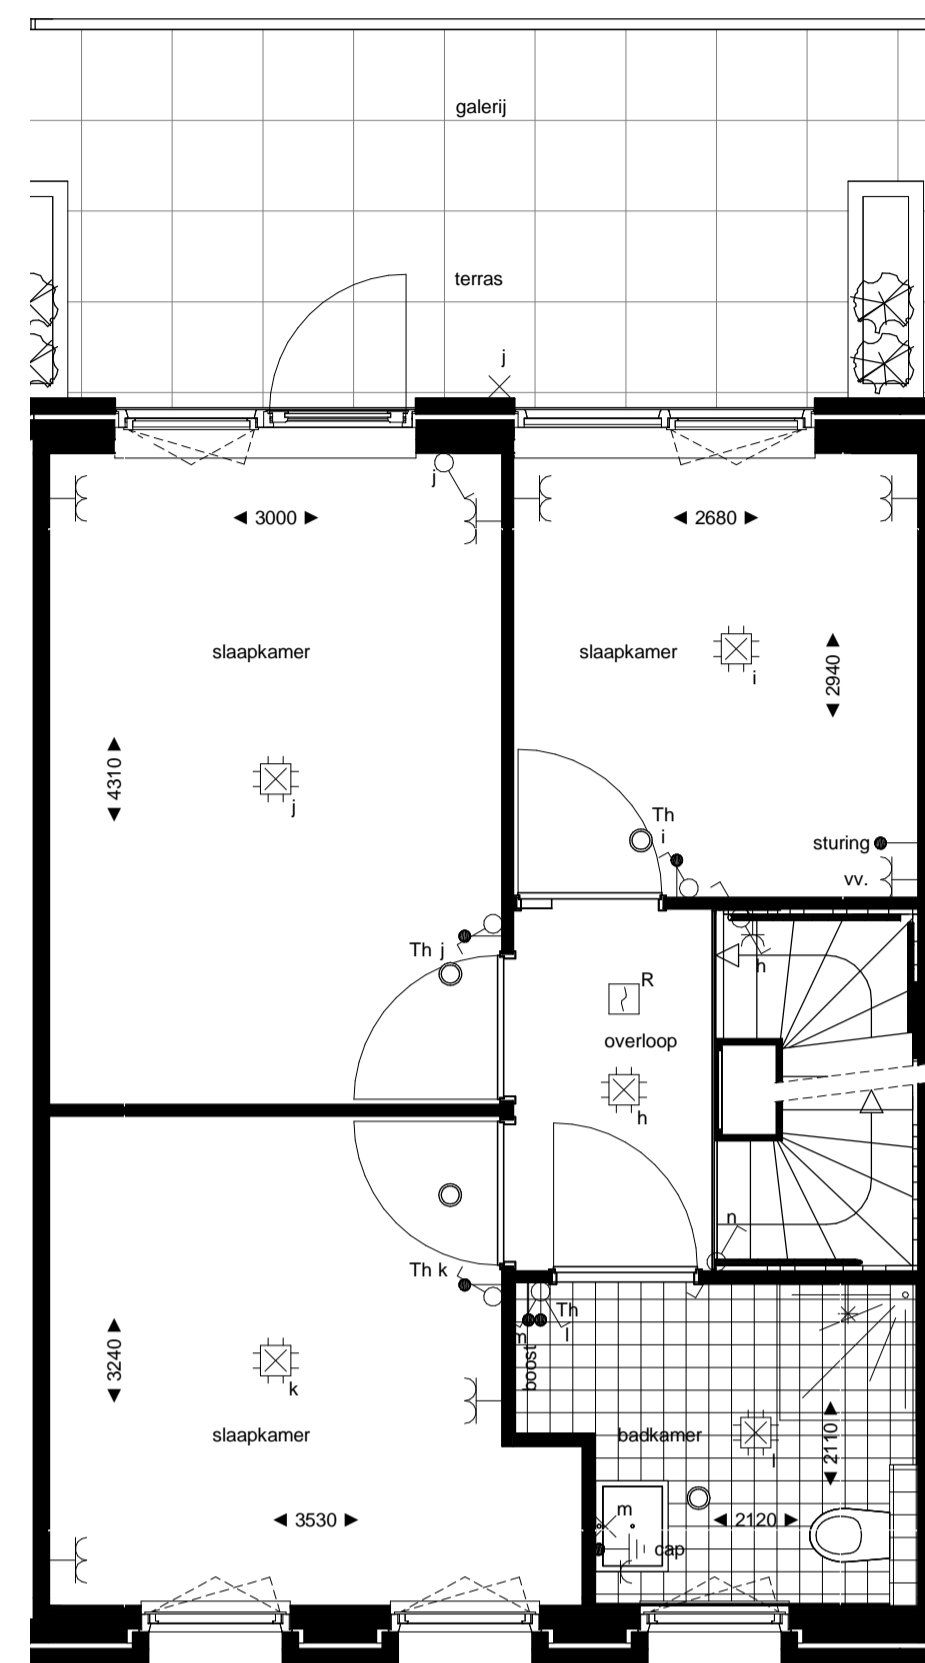 galerij
terras
j
j
◄ 3000 ►
◄ 2680 ►
slaapkamer
slaapkamer
i
◄ 2940 ►
◄ 4310 ►
j
Th
i
sturing
vv.
Th j
h
R
overloop
h
n
Th k
Th
l
m
boost
◄ 3240 ►
k
slaapkamer
badkamer
l
◄ 2110 ►
m
◄ 3530 ►
◄ 2120 ►
cap